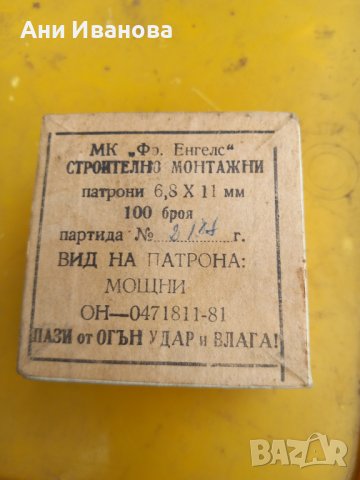 Ани Иванова
МК „Фр. Енгелс“
СТРОИТЕЛНО МОНТАЖНИ
патрони 6,8 X 11 мм
100 броя
партида № г.
ВИД НА ПАТРОНА:
МОЩНИ
ОН—0471811-81
ПАЗИ от ОГЪН УДАР и ВЛАГА!
BAZAR